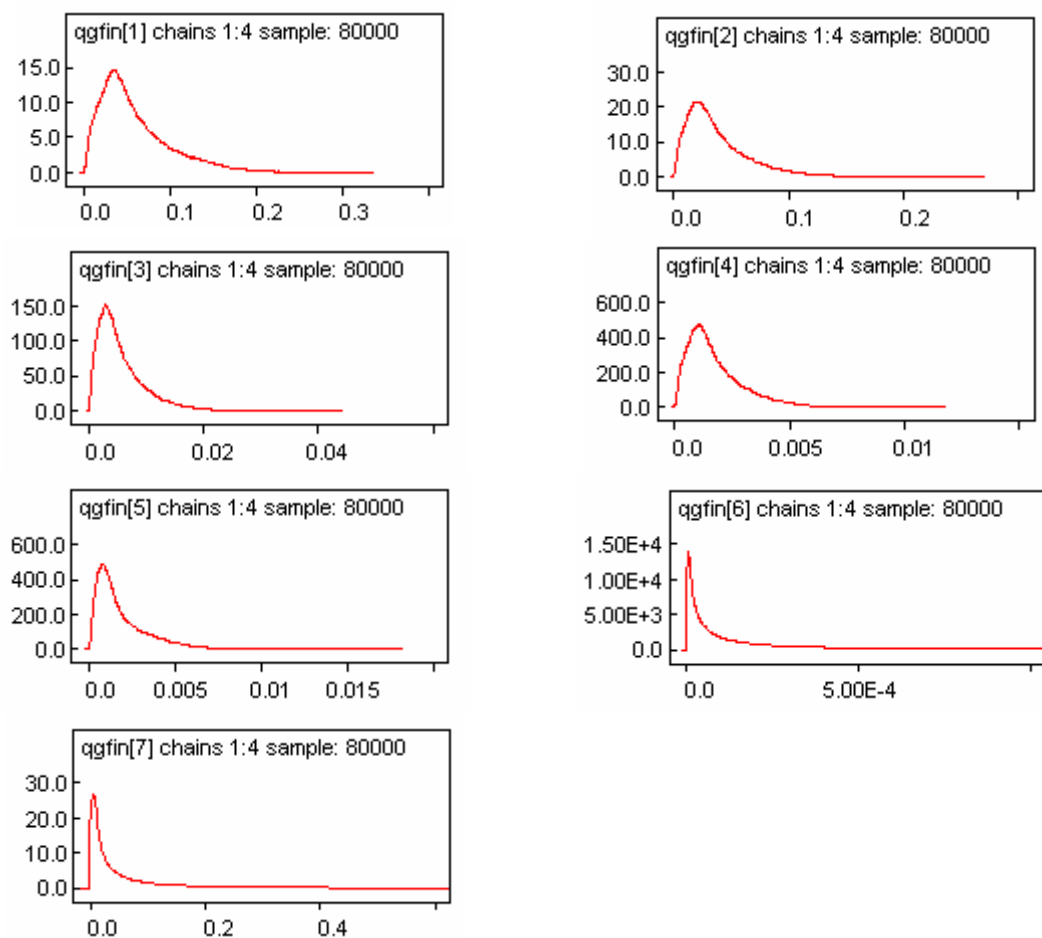 qgfin[1] chains 1:4 sample: 80000
15.0
10.0
5.0
0.0
0.0 0.1 0.2 0.3
qgfin[2] chains 1:4 sample: 80000
30.0
20.0
10.0
0.0
0.0 0.1 0.2
qgfin[3] chains 1:4 sample: 80000
150.0
100.0
50.0
0.0
0.0 0.02 0.04
qgfin[4] chains 1:4 sample: 80000
600.0
400.0
200.0
0.0
0.0 0.005 0.01
qgfin[5] chains 1:4 sample: 80000
600.0
400.0
200.0
0.0
0.0 0.005 0.01 0.015
qgfin[6] chains 1:4 sample: 80000
1.50E+4
1.00E+4
5.00E+3
0.0
0.0 5.00E-4
qgfin[7] chains 1:4 sample: 80000
30.0
20.0
10.0
0.0
0.0 0.2 0.4